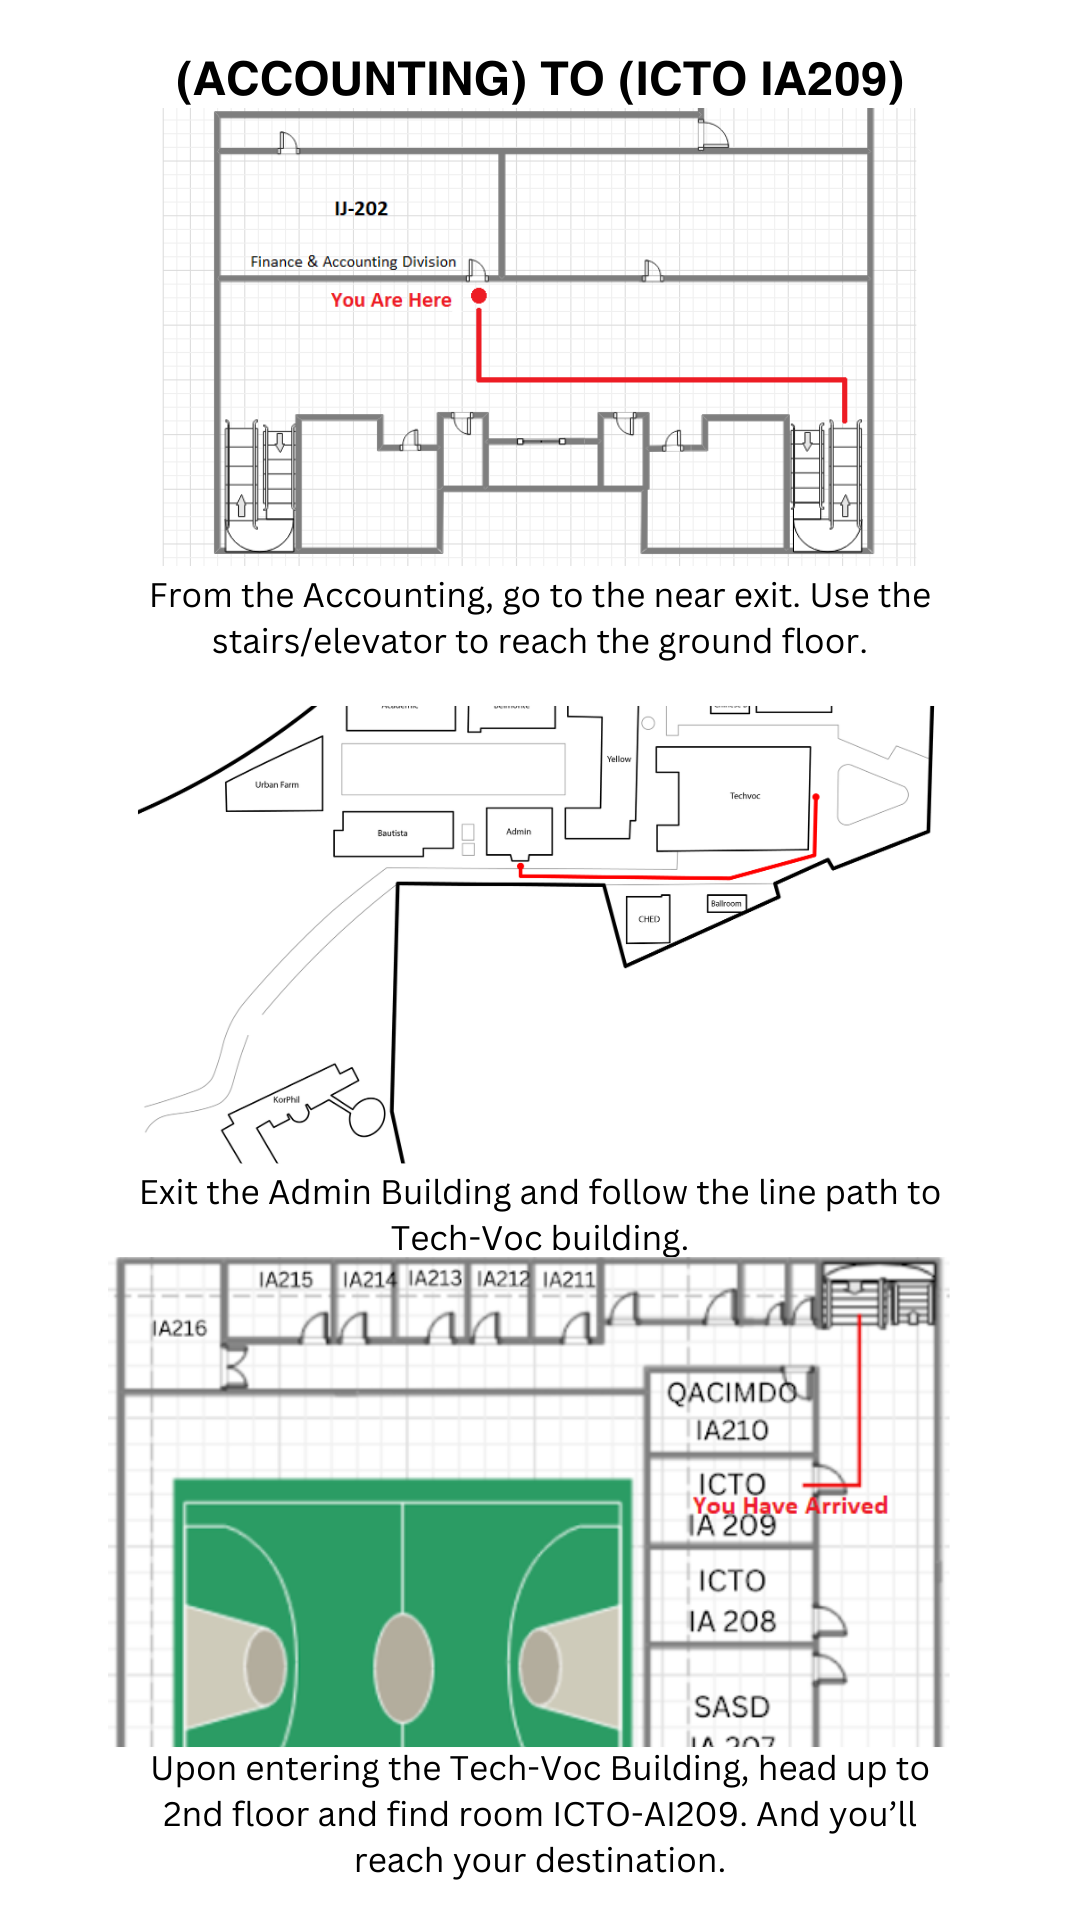 (ACCOUNTING) TO (ICTO IA209)
IJ-202
Finance & Accounting Division
You Are Here
From the Accounting, go to the near exit. Use the
stairs/elevator to reach the ground floor.
Academic
Belmonte
Yellow
Urban Farm
Techvoc
Bautista
Admin
CHED
Ballroom
KorPhil
Exit the Admin Building and follow the line path to
Tech-Voc building.
IA215
IA214
IA213
IA212
IA211
IA216
QACIMDO
IA210
ICTO
You Have Arrived
IA 209
ICTO
IA 208
SASD
IA 207
Upon entering the Tech-Voc Building, head up to
2nd floor and find room ICTO-AI209. And you’ll
reach your destination.